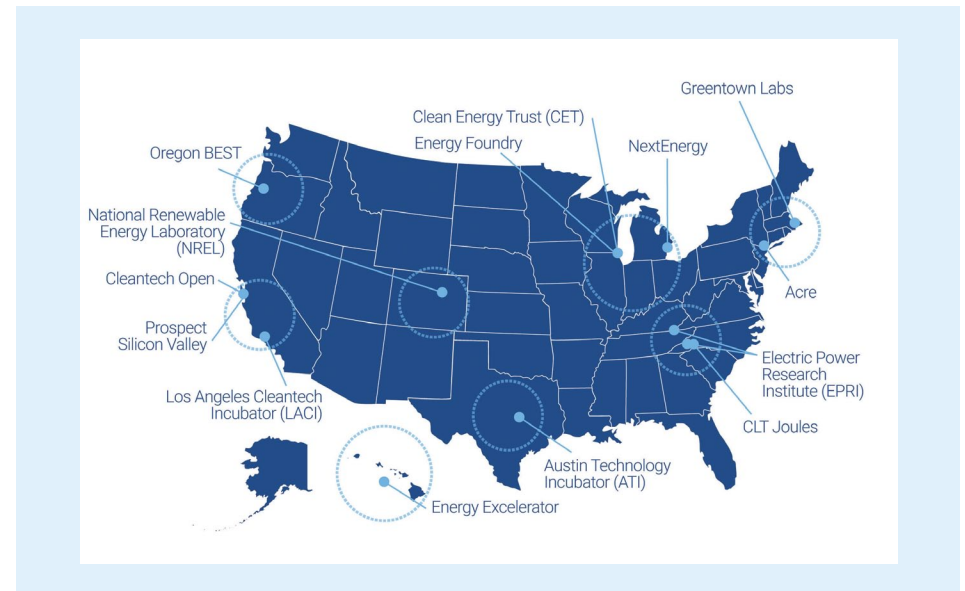 Greentown Labs
Clean Energy Trust (CET)
Energy Foundry
NextEnergy
Oregon BEST
National Renewable
Energy Laboratory
(NREL)
Cleantech Open
Prospect
Silicon Valley
Los Angeles Cleantech
Incubator (LACI)
Acre
Electric Power
Research
Institute (EPRI)
CLT Joules
Austin Technology
Incubator (ATI)
Energy Excelerator